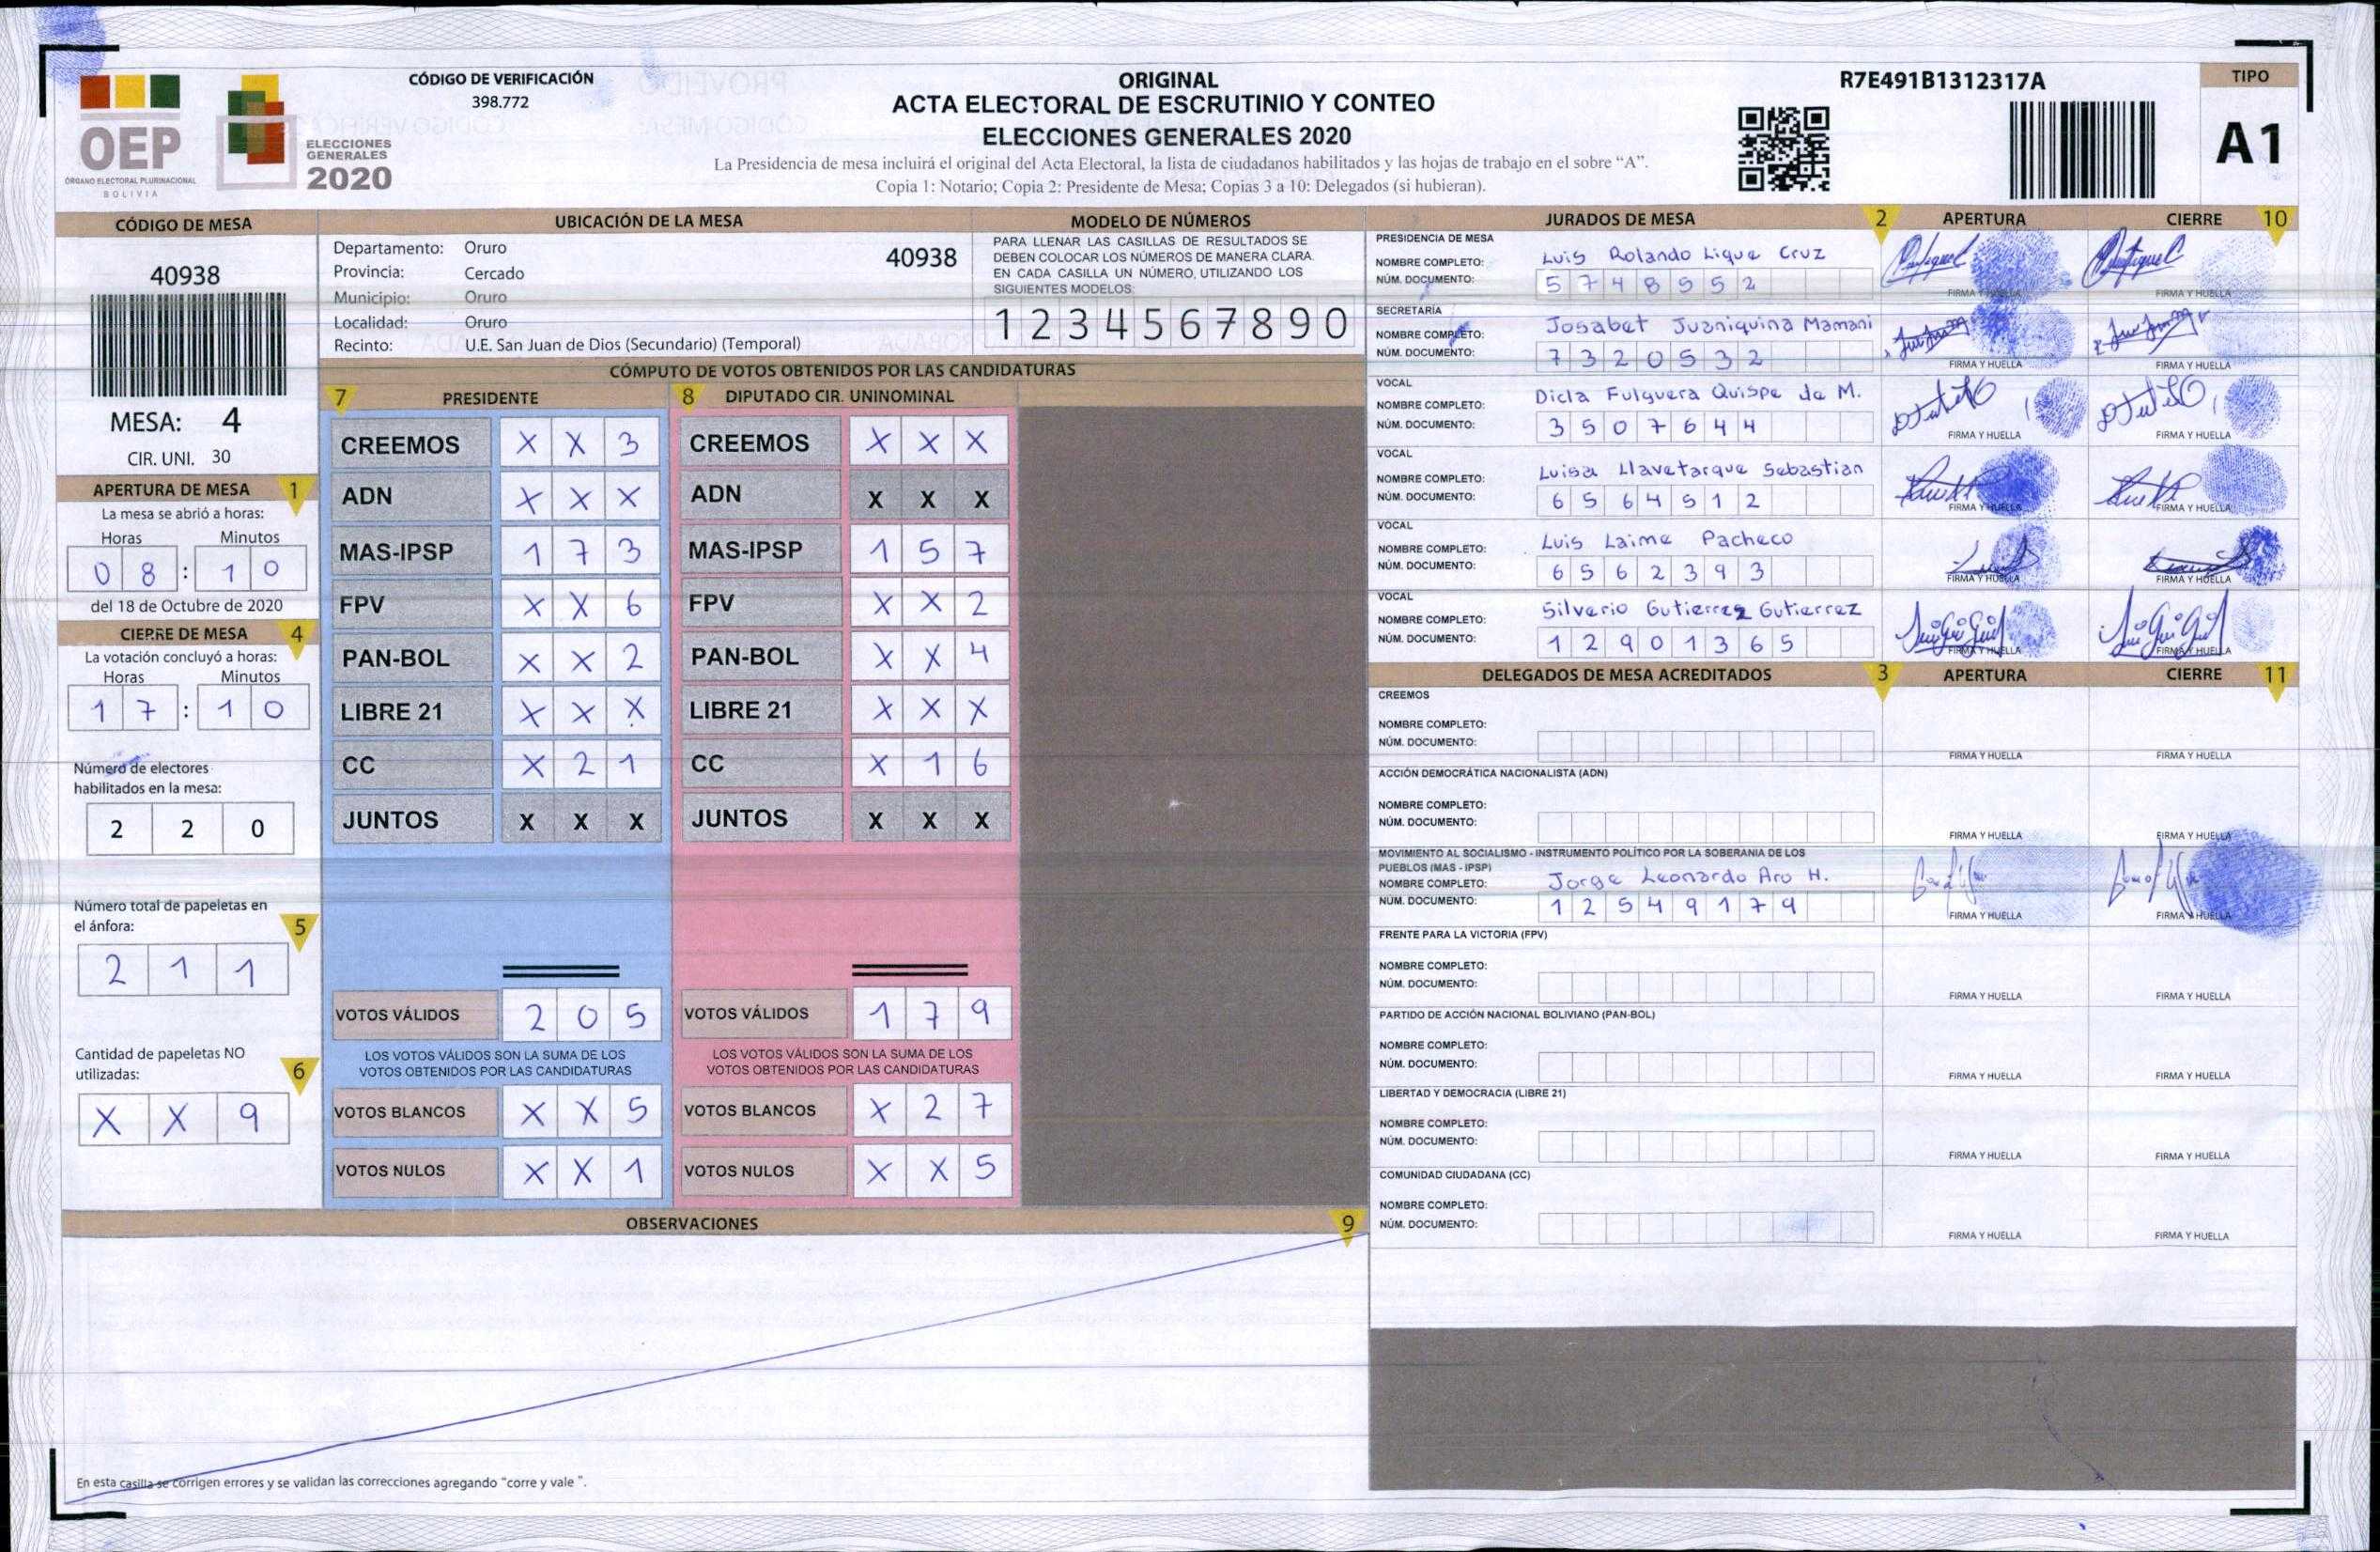 OEP
ÓRGANO ELECTORAL PLURINACIONAL
BOLIVIA
ELECCIONES
GENERALES
2020
CÓDIGO DE VERIFICACIÓN
398.772
ORIGINAL
ACTA ELECTORAL DE ESCRUTINIO Y CONTEO
ELECCIONES GENERALES 2020
La Presidencia de mesa incluirá el original del Acta Electoral, la lista de ciudadanos habilitados y las hojas de trabajo en el sobre “A”.
Copia 1: Notario; Copia 2: Presidente de Mesa; Copias 3 a 10: Delegados (si hubieran).
R7E491B1312317A
TIPO
A1
CÓDIGO DE MESA
40938
MESA: 4
CIR. UNI. 30
APERTURA DE MESA 1
La mesa se abrió a horas:
Horas Minutos
0 8 : 1 0
del 18 de Octubre de 2020
CIERRE DE MESA 4
La votación concluyó a horas:
Horas Minutos
1 7 : 1 0
Número de electores
habilitados en la mesa:
2 2 0
Número total de papeletas en
el ánfora: 5
2 1 1
Cantidad de papeletas NO
utilizadas: 6
X X 9
UBICACIÓN DE LA MESA
Departamento: Oruro 40938
Provincia: Cercado
Municipio: Oruro
Localidad: Oruro
Recinto: U.E. San Juan de Dios (Secundario) (Temporal)
MODELO DE NÚMEROS
PARA LLENAR LAS CASILLAS DE RESULTADOS SE
DEBEN COLOCAR LOS NÚMEROS DE MANERA CLARA.
EN CADA CASILLA UN NÚMERO, UTILIZANDO LOS
SIGUIENTES MODELOS:
1 2 3 4 5 6 7 8 9 0
CÓMPUTO DE VOTOS OBTENIDOS POR LAS CANDIDATURAS
7 PRESIDENTE 8 DIPUTADO CIR. UNINOMINAL
CREEMOS X X 3 CREEMOS X X X
ADN X X X ADN X X X
MAS-IPSP 1 7 3 MAS-IPSP 1 5 7
FPV X X 6 FPV X X 2
PAN-BOL X X 2 PAN-BOL X X 4
LIBRE 21 X X X LIBRE 21 X X X
CC X 2 1 CC X 1 6
JUNTOS X X X JUNTOS X X X
VOTOS VÁLIDOS 2 0 5 VOTOS VÁLIDOS 1 7 9
LOS VOTOS VÁLIDOS SON LA SUMA DE LOS LOS VOTOS VÁLIDOS SON LA SUMA DE LOS
VOTOS OBTENIDOS POR LAS CANDIDATURAS VOTOS OBTENIDOS POR LAS CANDIDATURAS
VOTOS BLANCOS X X 5 VOTOS BLANCOS X 2 7
VOTOS NULOS X X 1 VOTOS NULOS X X 5
OBSERVACIONES 9
En esta casilla se corrigen errores y se validan las correcciones agregando "corre y vale ".
JURADOS DE MESA 2 APERTURA CIERRE 10
PRESIDENCIA DE MESA
NOMBRE COMPLETO: Luis Rolando Lique Cruz
NÚM. DOCUMENTO: 5 7 4 8 5 5 2
FIRMA Y HUELLA FIRMA Y HUELLA
SECRETARÍA
NOMBRE COMPLETO: Josabet Juaniquina Mamani
NÚM. DOCUMENTO: 7 3 2 0 5 3 2
FIRMA Y HUELLA FIRMA Y HUELLA
VOCAL
NOMBRE COMPLETO: Dicla Fulguera Quispe de M.
NÚM. DOCUMENTO: 3 5 0 7 6 4 4
FIRMA Y HUELLA FIRMA Y HUELLA
VOCAL
NOMBRE COMPLETO: Luisa Llavetarque Sebastian
NÚM. DOCUMENTO: 6 5 6 4 5 1 2
FIRMA Y HUELLA FIRMA Y HUELLA
VOCAL
NOMBRE COMPLETO: Luis Laime Pacheco
NÚM. DOCUMENTO: 6 5 6 2 3 9 3
FIRMA Y HUELLA FIRMA Y HUELLA
VOCAL
NOMBRE COMPLETO: Silverio Gutierrez Gutierrez
NÚM. DOCUMENTO: 1 2 9 0 1 3 6 5
FIRMA Y HUELLA FIRMA Y HUELLA
DELEGADOS DE MESA ACREDITADOS 3 APERTURA CIERRE 11
CREEMOS
NOMBRE COMPLETO:
NÚM. DOCUMENTO:
FIRMA Y HUELLA FIRMA Y HUELLA
ACCIÓN DEMOCRÁTICA NACIONALISTA (ADN)
NOMBRE COMPLETO:
NÚM. DOCUMENTO:
FIRMA Y HUELLA FIRMA Y HUELLA
MOVIMIENTO AL SOCIALISMO - INSTRUMENTO POLÍTICO POR LA SOBERANIA DE LOS
PUEBLOS (MAS - IPSP)
NOMBRE COMPLETO: Jorge Leonardo Aro H.
NÚM. DOCUMENTO: 1 2 5 4 9 1 7 9
FIRMA Y HUELLA FIRMA Y HUELLA
FRENTE PARA LA VICTORIA (FPV)
NOMBRE COMPLETO:
NÚM. DOCUMENTO:
FIRMA Y HUELLA FIRMA Y HUELLA
PARTIDO DE ACCIÓN NACIONAL BOLIVIANO (PAN-BOL)
NOMBRE COMPLETO:
NÚM. DOCUMENTO:
FIRMA Y HUELLA FIRMA Y HUELLA
LIBERTAD Y DEMOCRACIA (LIBRE 21)
NOMBRE COMPLETO:
NÚM. DOCUMENTO:
FIRMA Y HUELLA FIRMA Y HUELLA
COMUNIDAD CIUDADANA (CC)
NOMBRE COMPLETO:
NÚM. DOCUMENTO:
FIRMA Y HUELLA FIRMA Y HUELLA